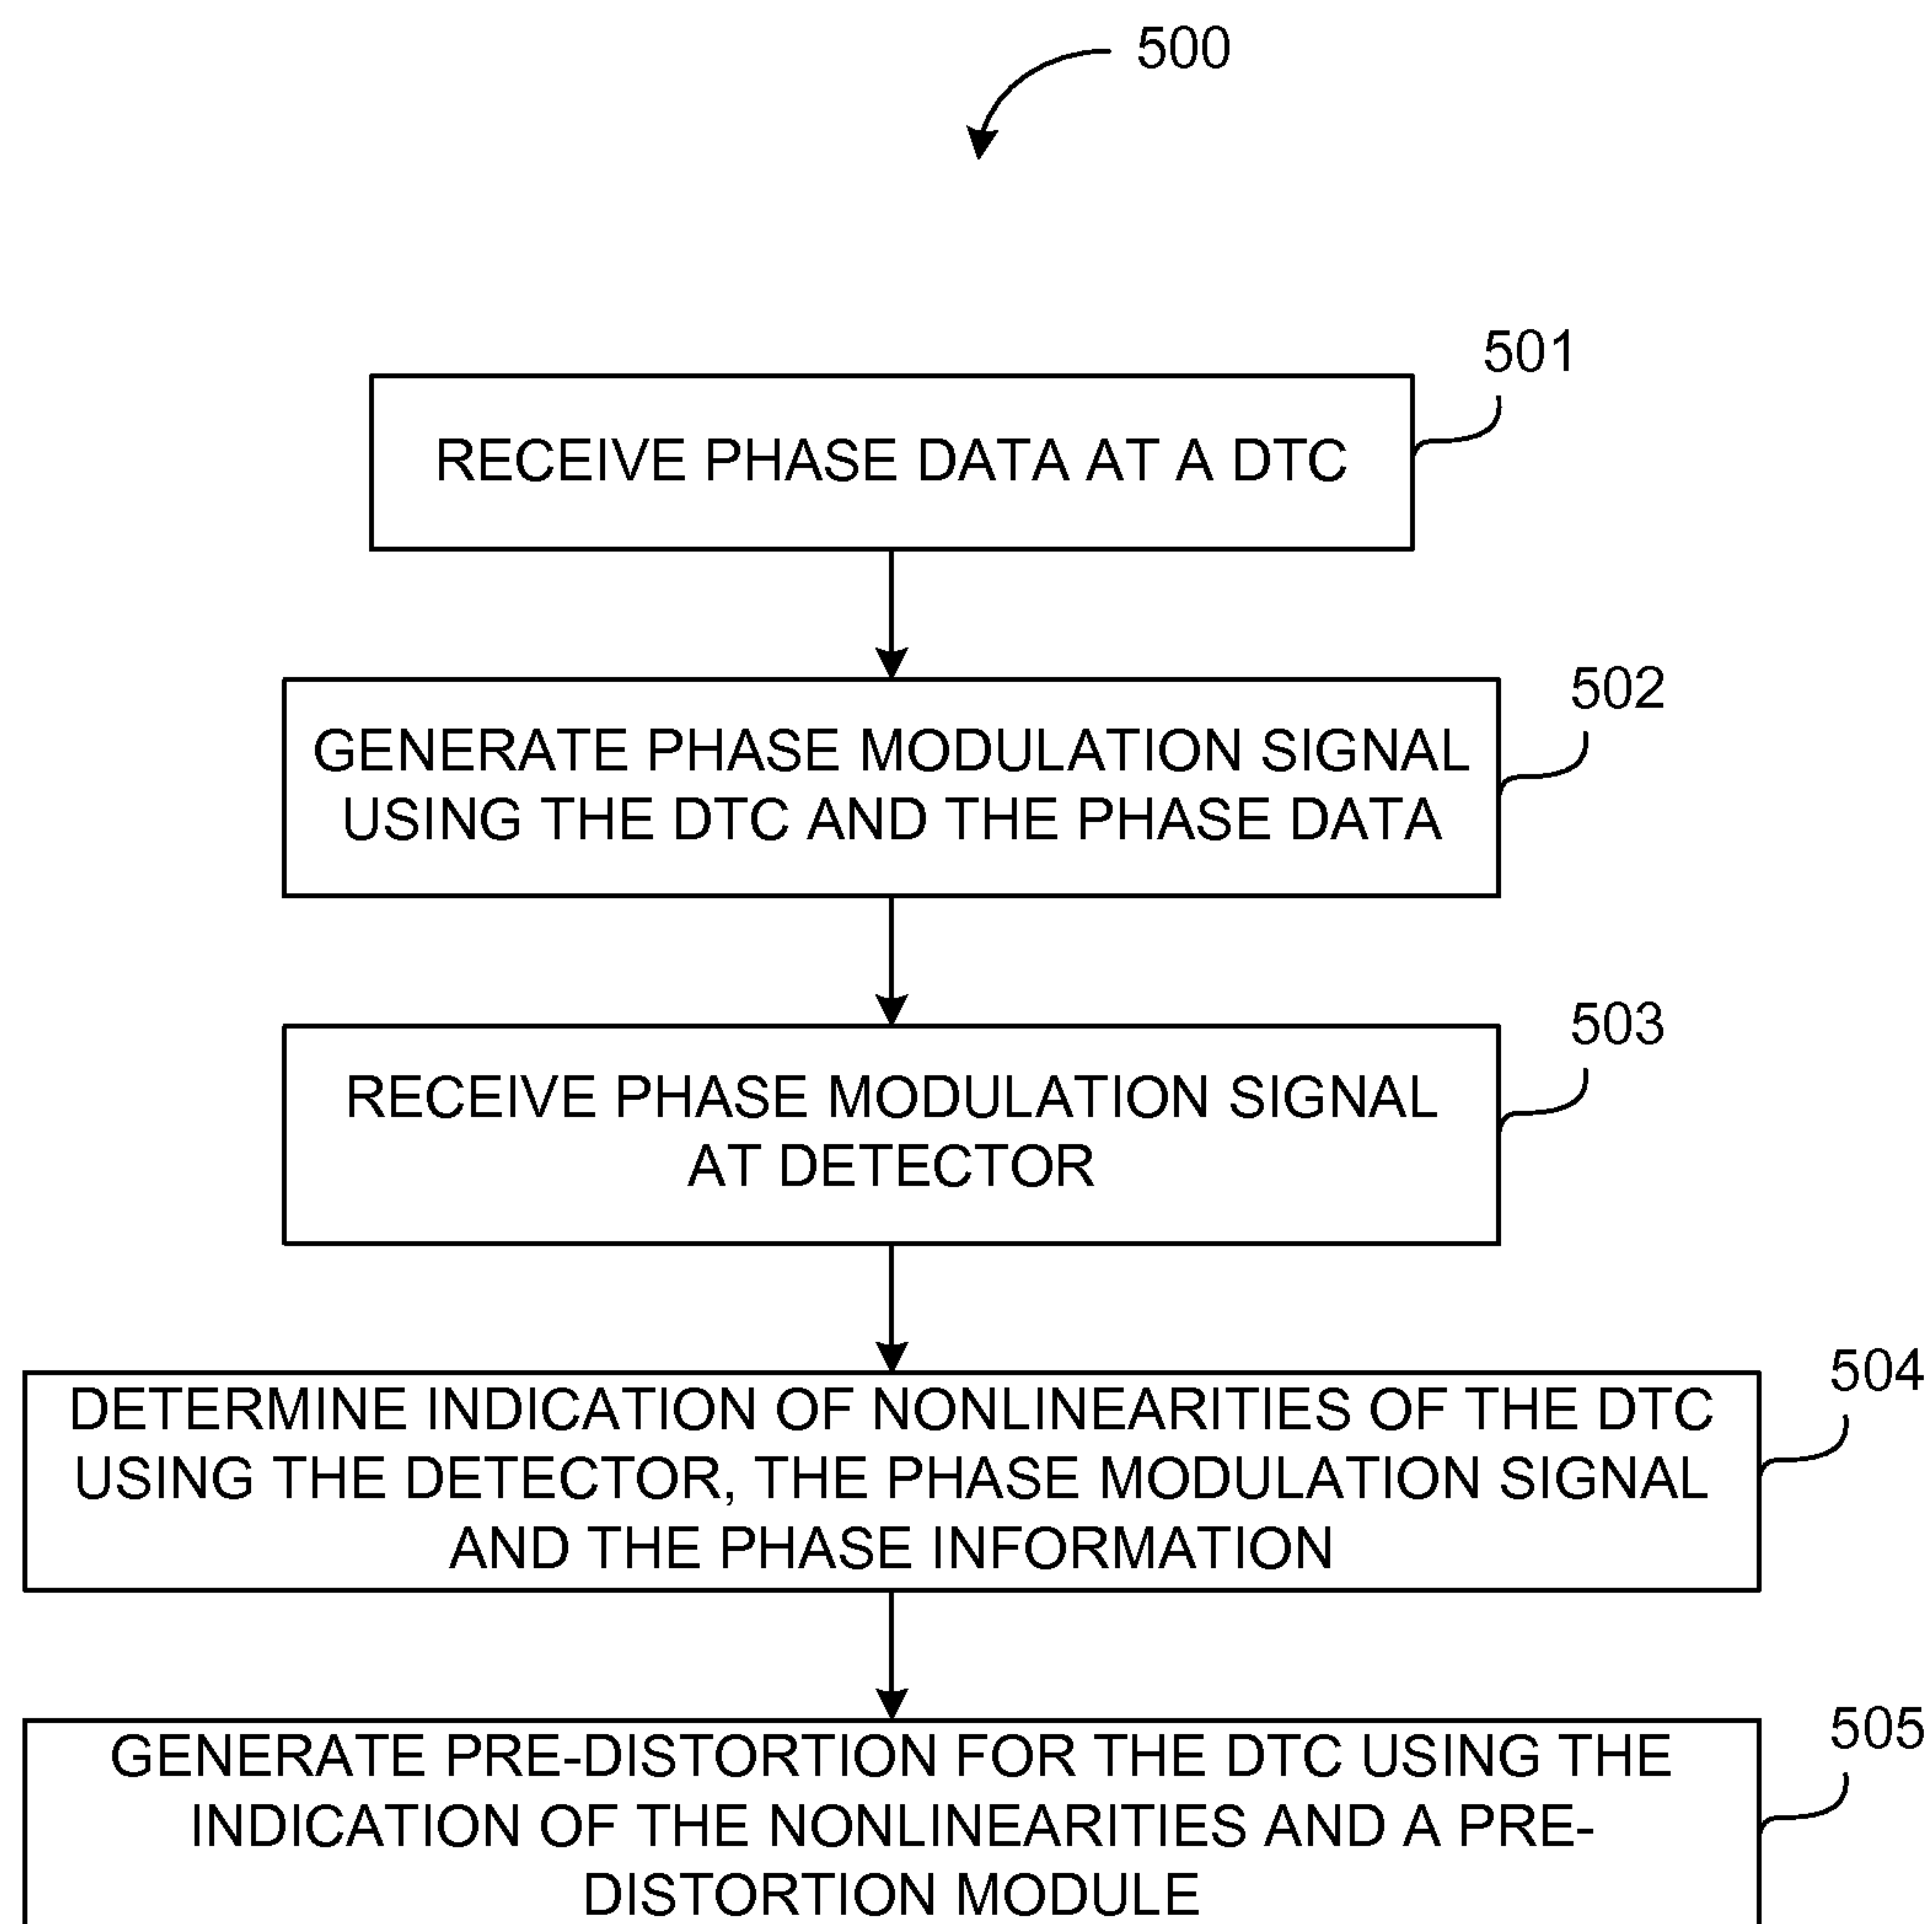 500
501
RECEIVE PHASE DATA AT A DTC
502
GENERATE PHASE MODULATION SIGNAL
USING THE DTC AND THE PHASE DATA
503
RECEIVE PHASE MODULATION SIGNAL
AT DETECTOR
504
DETERMINE INDICATION OF NONLINEARITIES OF THE DTC
USING THE DETECTOR, THE PHASE MODULATION SIGNAL
AND THE PHASE INFORMATION
505
GENERATE PRE-DISTORTION FOR THE DTC USING THE
INDICATION OF THE NONLINEARITIES AND A PRE-
DISTORTION MODULE